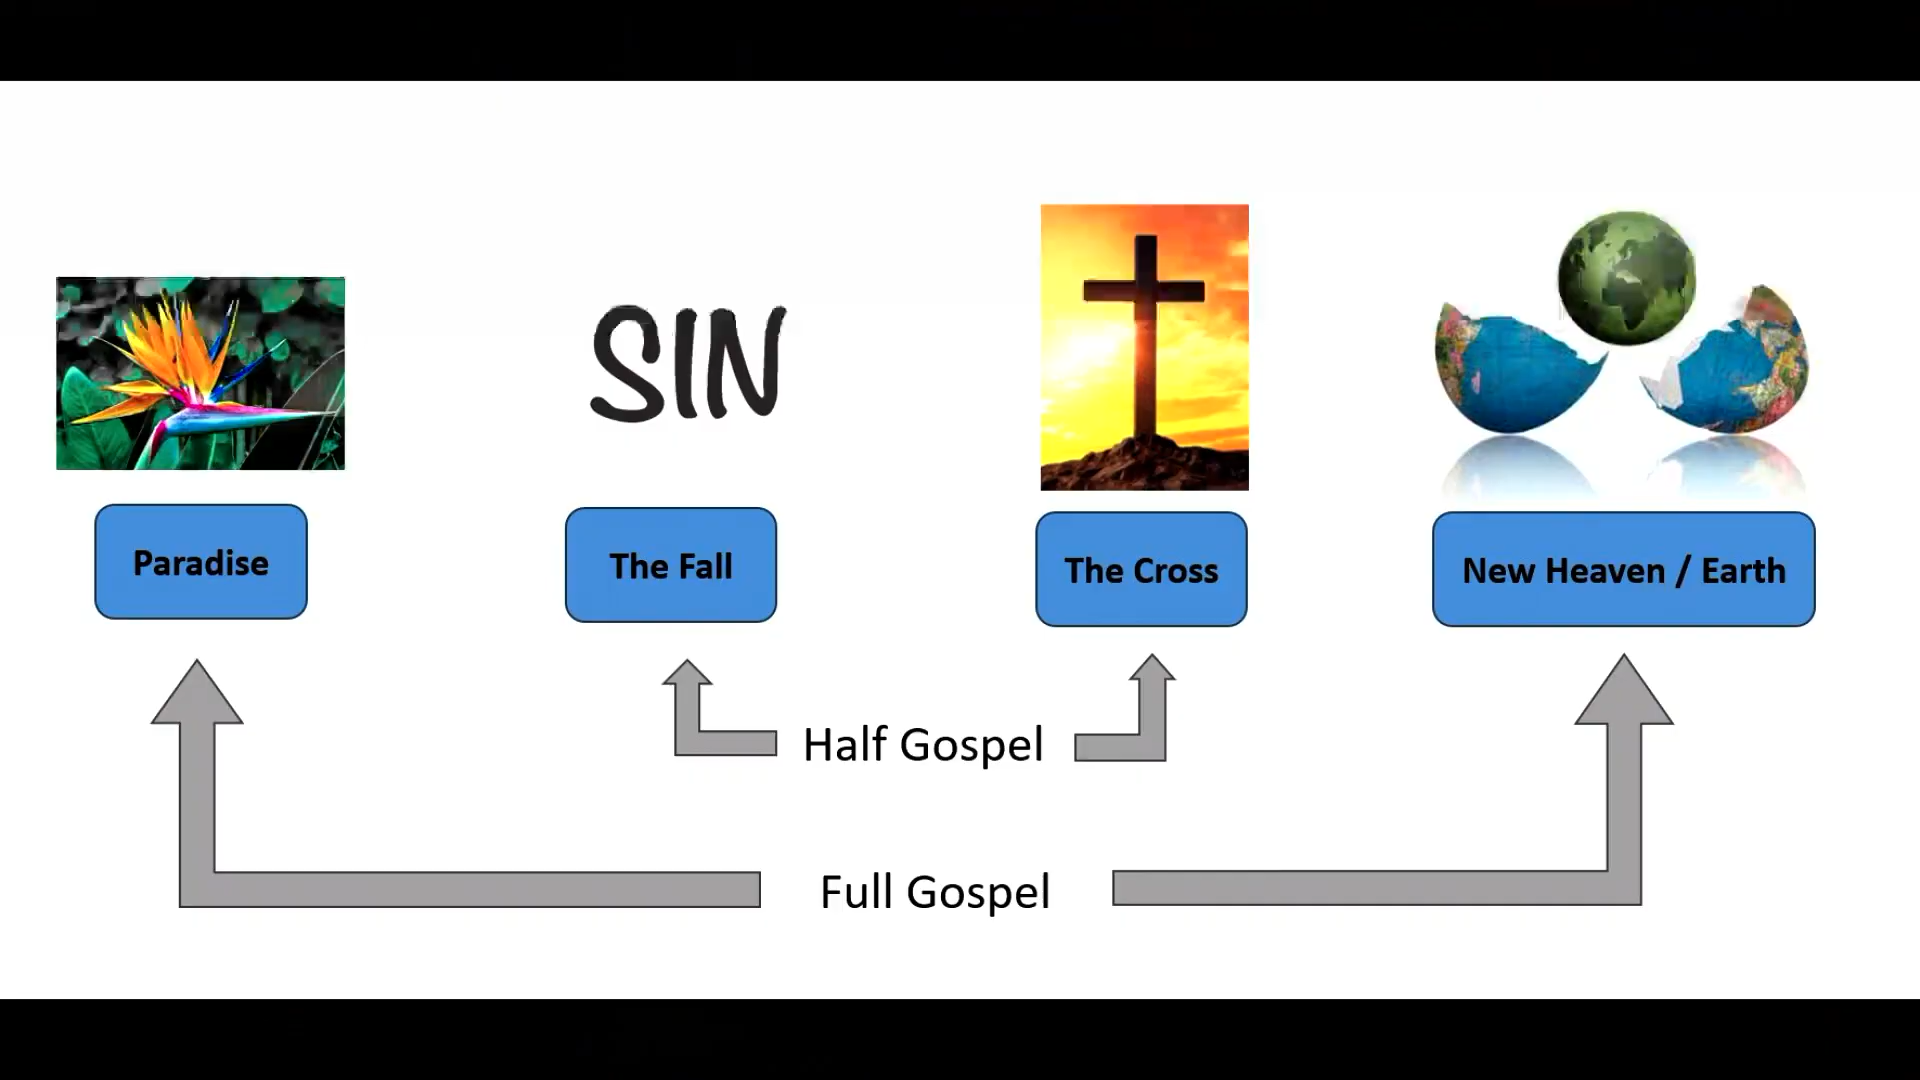 SIN
Paradise
The Fall
The Cross
New Heaven / Earth
Half Gospel
Full Gospel